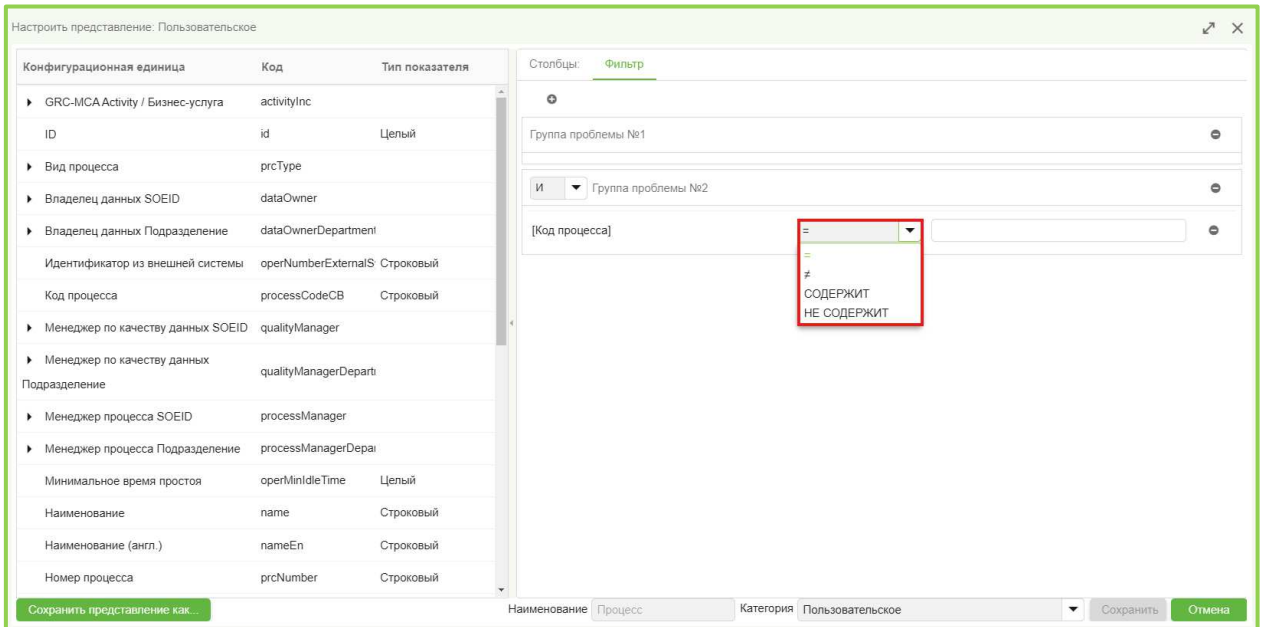 Настроить представление: Пользовательское
Конфигурационная единица Код Тип показателя
GRC-MCA Activity / Бизнес-услуга activityInc
ID id Целый
Вид процесса prcType
Владелец данных SOEID dataOwner
Владелец данных Подразделение dataOwnerDepartment
Идентификатор из внешней системы operNumberExternalS Строковый
Код процесса processCodeCB Строковый
Менеджер по качеству данных SOEID qualityManager
Менеджер по качеству данных
Подразделение qualityManagerDeparti
Менеджер процесса SOEID processManager
Менеджер процесса Подразделение processManagerDepar
Минимальное время простоя operMinIdleTime Целый
Наименование name Строковый
Наименование (англ.) nameEn Строковый
Номер процесса prcNumber Строковый
Столбцы: Фильтр
Группа проблемы №1
И Группа проблемы №2
[Код процесса] =
=
≠
СОДЕРЖИТ
НЕ СОДЕРЖИТ
Сохранить представление как... Наименование Процесс Категория Пользовательское Сохранить Отмена